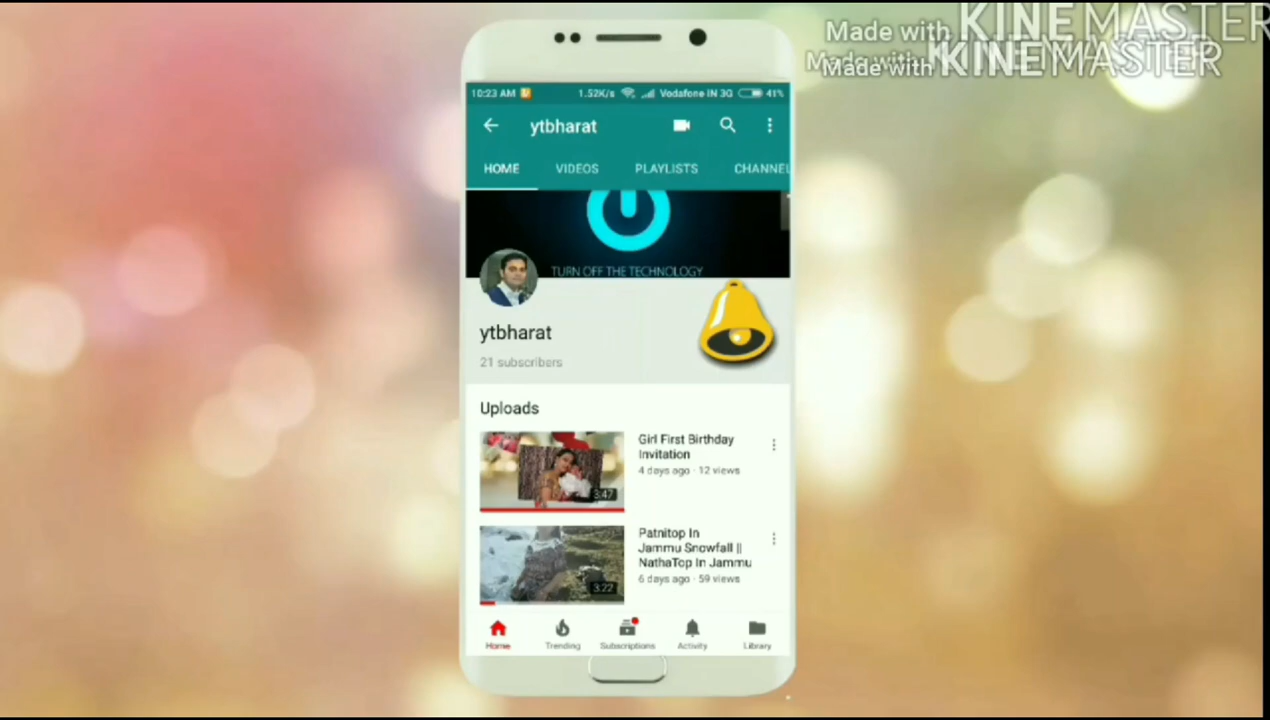 Made with KINEMASTER
Made with KINEMASTER
10:23 AM 1.52K/s Vodafone IN 3G 41%
ytbharat
HOME VIDEOS PLAYLISTS CHANNEL
TURN OFF THE TECHNOLOGY
ytbharat
21 subscribers
Uploads
Girl First Birthday
Invitation
4 days ago · 12 views
3:47
Patnitop In
Jammu Snowfall ||
NathaTop In Jammu
6 days ago · 59 views
3:22
Home Trending Subscriptions Activity Library